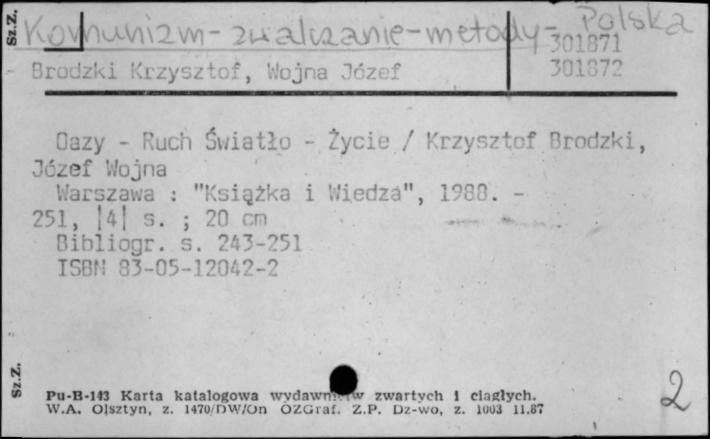 Sz.Z.
Komunizm - zwalczanie - metody - Polska
301871
Brodzki Krzysztof, Wojna Józef 301872
Oazy - Ruch Światło - Życie / Krzysztof Brodzki,
Józef Wojna
Warszawa : "Książka i Wiedza", 1988. -
251, |4| s. ; 20 cm
Bibliogr. s. 243-251
ISBN 83-05-12042-2
Sz.Z.
Pu-B-143 Karta katalogowa wydawnictw zwartych i ciągłych.
W.A. Olsztyn, z. 1470/DW/On OZGraf. Z.P. Dz-wo, z. 1003 11.87
2